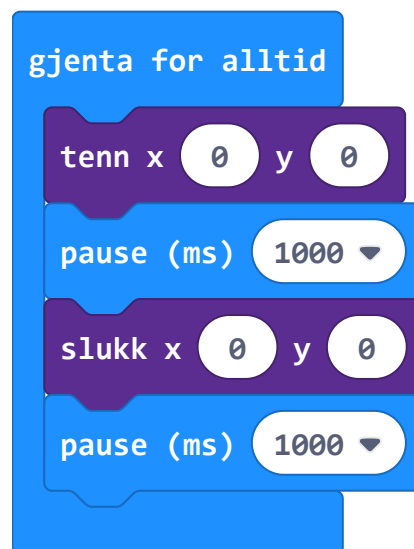 gjenta for alltid
tenn x 0 y 0
pause (ms) 1000
slukk x 0 y 0
pause (ms) 1000